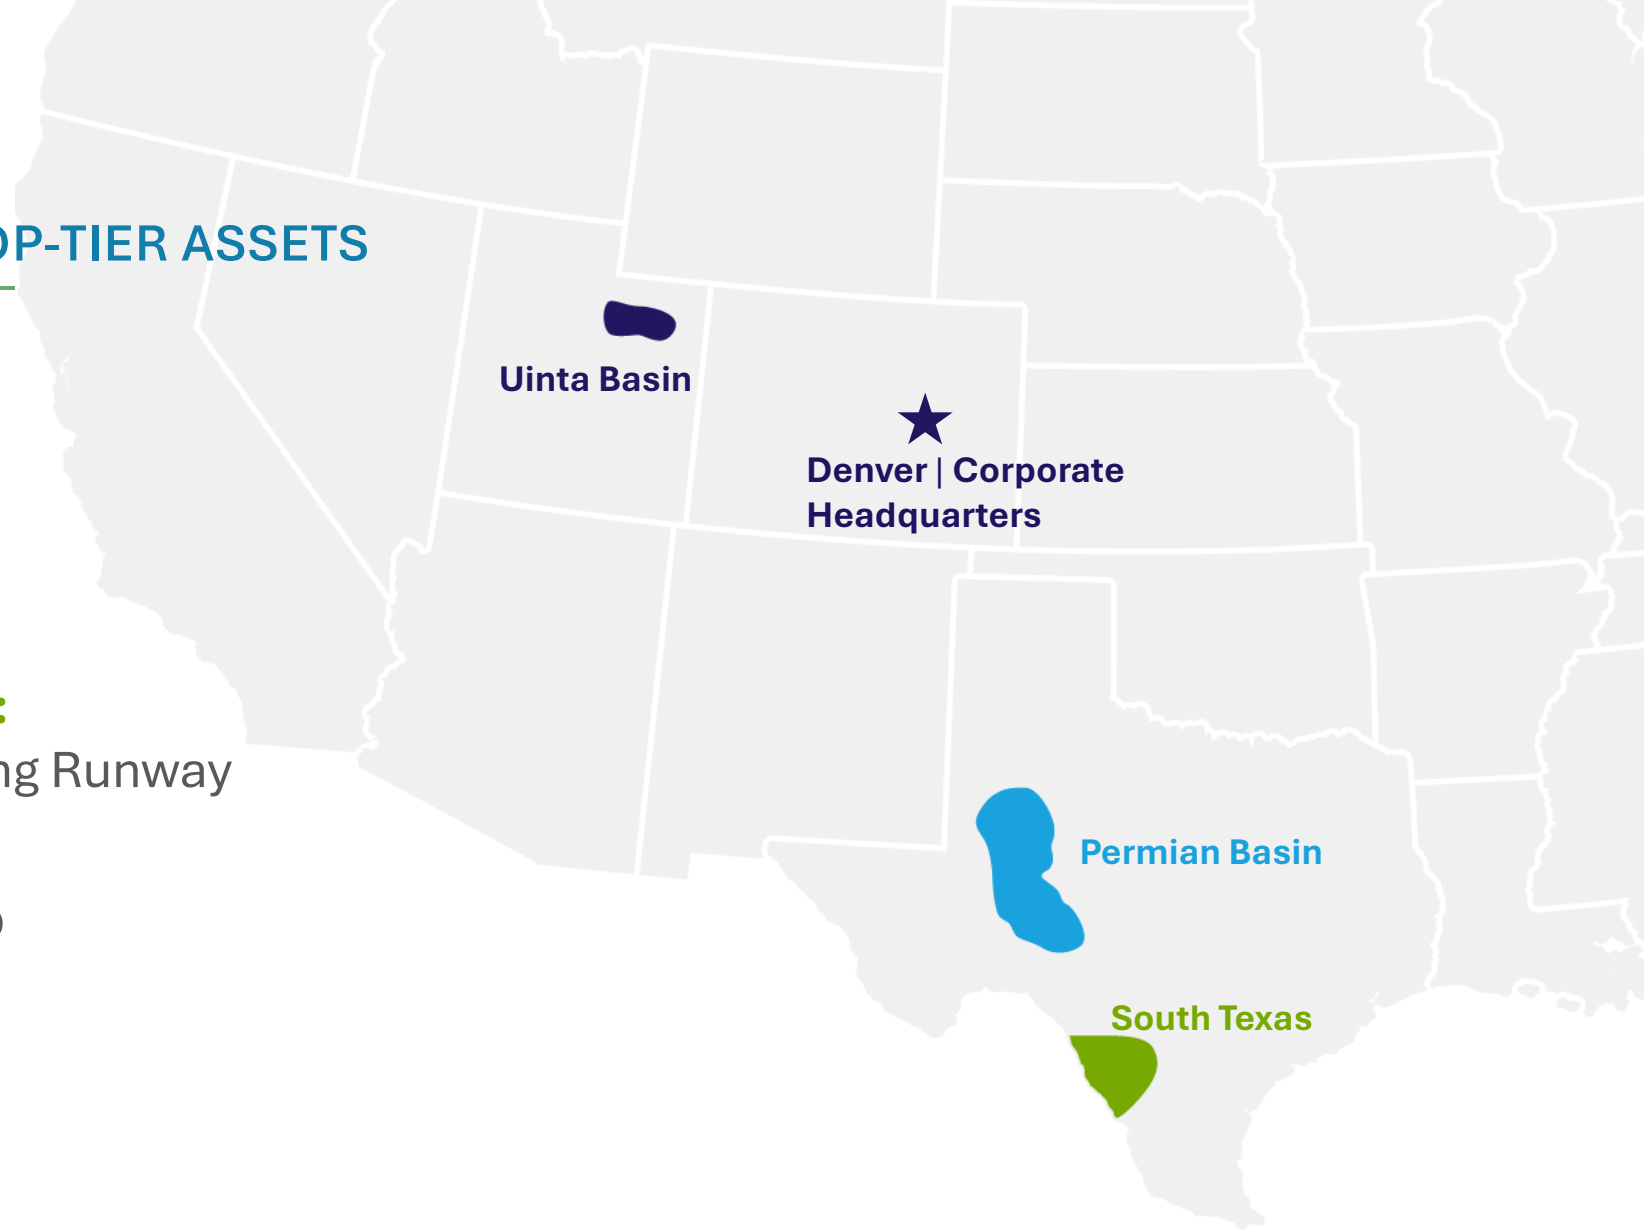 OP-TIER ASSETS
Uinta Basin
Denver | Corporate
Headquarters
:
ng Runway
Permian Basin
South Texas